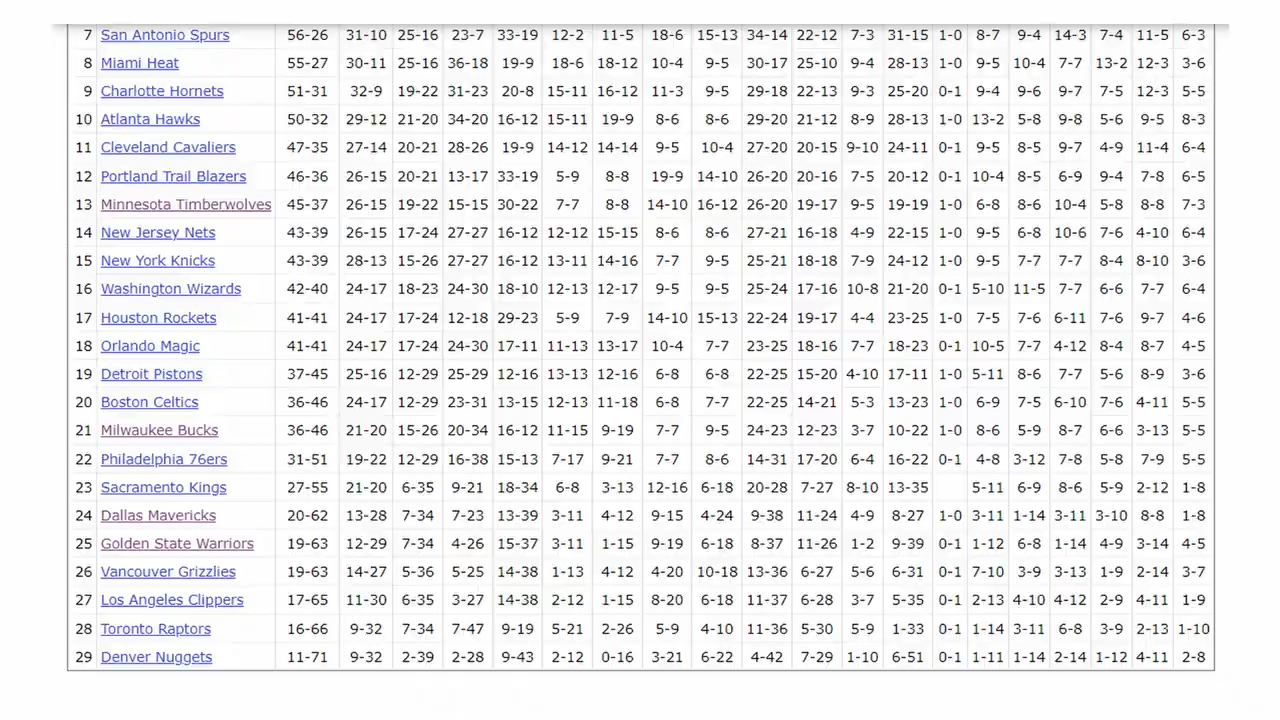 7 San Antonio Spurs 56-26 31-10 25-16 23-7 33-19 12-2 11-5 18-6 15-13 34-14 22-12 7-3 31-15 1-0 8-7 9-4 14-3 7-4 11-5 6-3
8 Miami Heat 55-27 30-11 25-16 36-18 19-9 18-6 18-12 10-4 9-5 30-17 25-10 9-4 28-13 1-0 9-5 10-4 7-7 13-2 12-3 3-6
9 Charlotte Hornets 51-31 32-9 19-22 31-23 20-8 15-11 16-12 11-3 9-5 29-18 22-13 9-3 25-20 0-1 9-4 9-6 9-7 7-5 12-3 5-5
10 Atlanta Hawks 50-32 29-12 21-20 34-20 16-12 15-11 19-9 8-6 8-6 29-20 21-12 8-9 28-13 1-0 13-2 5-8 9-8 5-6 9-5 8-3
11 Cleveland Cavaliers 47-35 27-14 20-21 28-26 19-9 14-12 14-14 9-5 10-4 27-20 20-15 9-10 24-11 0-1 9-5 8-5 9-7 4-9 11-4 6-4
12 Portland Trail Blazers 46-36 26-15 20-21 13-17 33-19 5-9 8-8 19-9 14-10 26-20 20-16 7-5 20-12 0-1 10-4 8-5 6-9 9-4 7-8 6-5
13 Minnesota Timberwolves 45-37 26-15 19-22 15-15 30-22 7-7 8-8 14-10 16-12 26-20 19-17 9-5 19-19 1-0 6-8 8-6 10-4 5-8 8-8 7-3
14 New Jersey Nets 43-39 26-15 17-24 27-27 16-12 12-12 15-15 8-6 8-6 27-21 16-18 4-9 22-15 1-0 9-5 6-8 10-6 7-6 4-10 6-4
15 New York Knicks 43-39 28-13 15-26 27-27 16-12 13-11 14-16 7-7 9-5 25-21 18-18 7-9 24-12 1-0 9-5 7-7 7-7 8-4 8-10 3-6
16 Washington Wizards 42-40 24-17 18-23 24-30 18-10 12-13 12-17 9-5 9-5 25-24 17-16 10-8 21-20 0-1 5-10 11-5 7-7 6-6 7-7 6-4
17 Houston Rockets 41-41 24-17 17-24 12-18 29-23 5-9 7-9 14-10 15-13 22-24 19-17 4-4 23-25 1-0 7-5 7-6 6-11 7-6 9-7 4-6
18 Orlando Magic 41-41 24-17 17-24 24-30 17-11 11-13 13-17 10-4 7-7 23-25 18-16 7-7 18-23 0-1 10-5 7-7 4-12 8-4 8-7 4-5
19 Detroit Pistons 37-45 25-16 12-29 25-29 12-16 13-13 12-16 6-8 6-8 22-25 15-20 4-10 17-11 1-0 5-11 8-6 7-7 5-6 8-9 3-6
20 Boston Celtics 36-46 24-17 12-29 23-31 13-15 12-13 11-18 6-8 7-7 22-25 14-21 5-3 13-23 1-0 6-9 7-5 6-10 7-6 4-11 5-5
21 Milwaukee Bucks 36-46 21-20 15-26 20-34 16-12 11-15 9-19 7-7 9-5 24-23 12-23 3-7 10-22 1-0 8-6 5-9 8-7 6-6 3-13 5-5
22 Philadelphia 76ers 31-51 19-22 12-29 16-38 15-13 7-17 9-21 7-7 8-6 14-31 17-20 6-4 16-22 0-1 4-8 3-12 7-8 5-8 7-9 5-5
23 Sacramento Kings 27-55 21-20 6-35 9-21 18-34 6-8 3-13 12-16 6-18 20-28 7-27 8-10 13-35 5-11 6-9 8-6 5-9 2-12 1-8
24 Dallas Mavericks 20-62 13-28 7-34 7-23 13-39 3-11 4-12 9-15 4-24 9-38 11-24 4-9 8-27 1-0 3-11 1-14 3-11 3-10 8-8 1-8
25 Golden State Warriors 19-63 12-29 7-34 4-26 15-37 3-11 1-15 9-19 6-18 8-37 11-26 1-2 9-39 0-1 1-12 6-8 1-14 4-9 3-14 4-5
26 Vancouver Grizzlies 19-63 14-27 5-36 5-25 14-38 1-13 4-12 4-20 10-18 13-36 6-27 5-6 6-31 0-1 7-10 3-9 3-13 1-9 2-14 3-7
27 Los Angeles Clippers 17-65 11-30 6-35 3-27 14-38 2-12 1-15 8-20 6-18 11-37 6-28 3-7 5-35 0-1 2-13 4-10 4-12 2-9 4-11 1-9
28 Toronto Raptors 16-66 9-32 7-34 7-47 9-19 5-21 2-26 5-9 4-10 11-36 5-30 5-9 1-33 0-1 1-14 3-11 6-8 3-9 2-13 1-10
29 Denver Nuggets 11-71 9-32 2-39 2-28 9-43 2-12 0-16 3-21 6-22 4-42 7-29 1-10 6-51 0-1 1-11 1-14 2-14 1-12 4-11 2-8